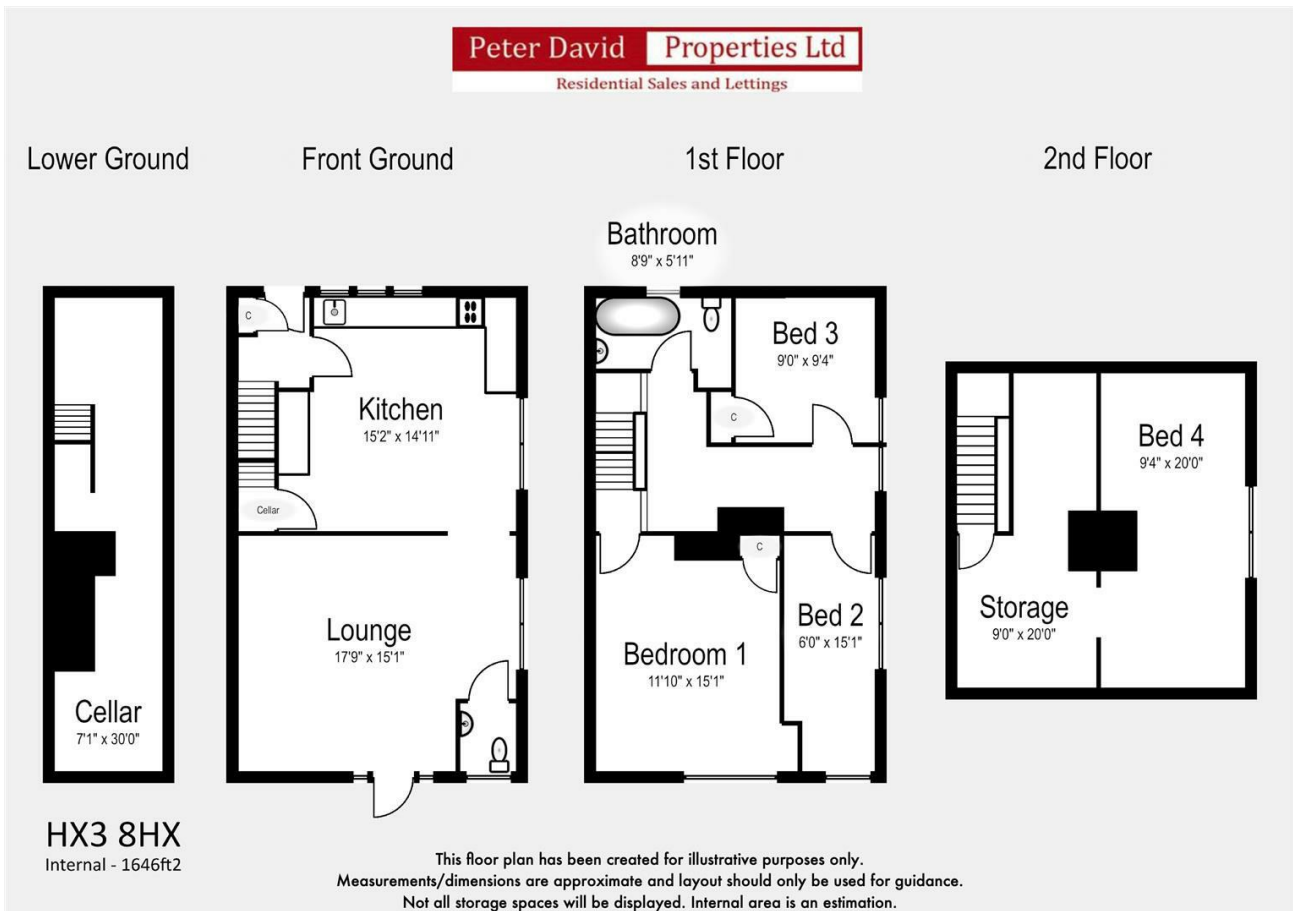 Peter David Properties Ltd
Residential Sales and Lettings
Lower Ground
Front Ground
1st Floor
2nd Floor
Cellar
7'1" x 30'0"
C
Kitchen
15'2" x 14'11"
Cellar
Lounge
17'9" x 15'1"
Bathroom
8'9" x 5'11"
Bed 3
9'0" x 9'4"
C
C
Bedroom 1
11'10" x 15'1"
Bed 2
6'0" x 15'1"
Bed 4
9'4" x 20'0"
Storage
9'0" x 20'0"
HX3 8HX
Internal - 1646ft2
This floor plan has been created for illustrative purposes only.
Measurements/dimensions are approximate and layout should only be used for guidance.
Not all storage spaces will be displayed. Internal area is an estimation.